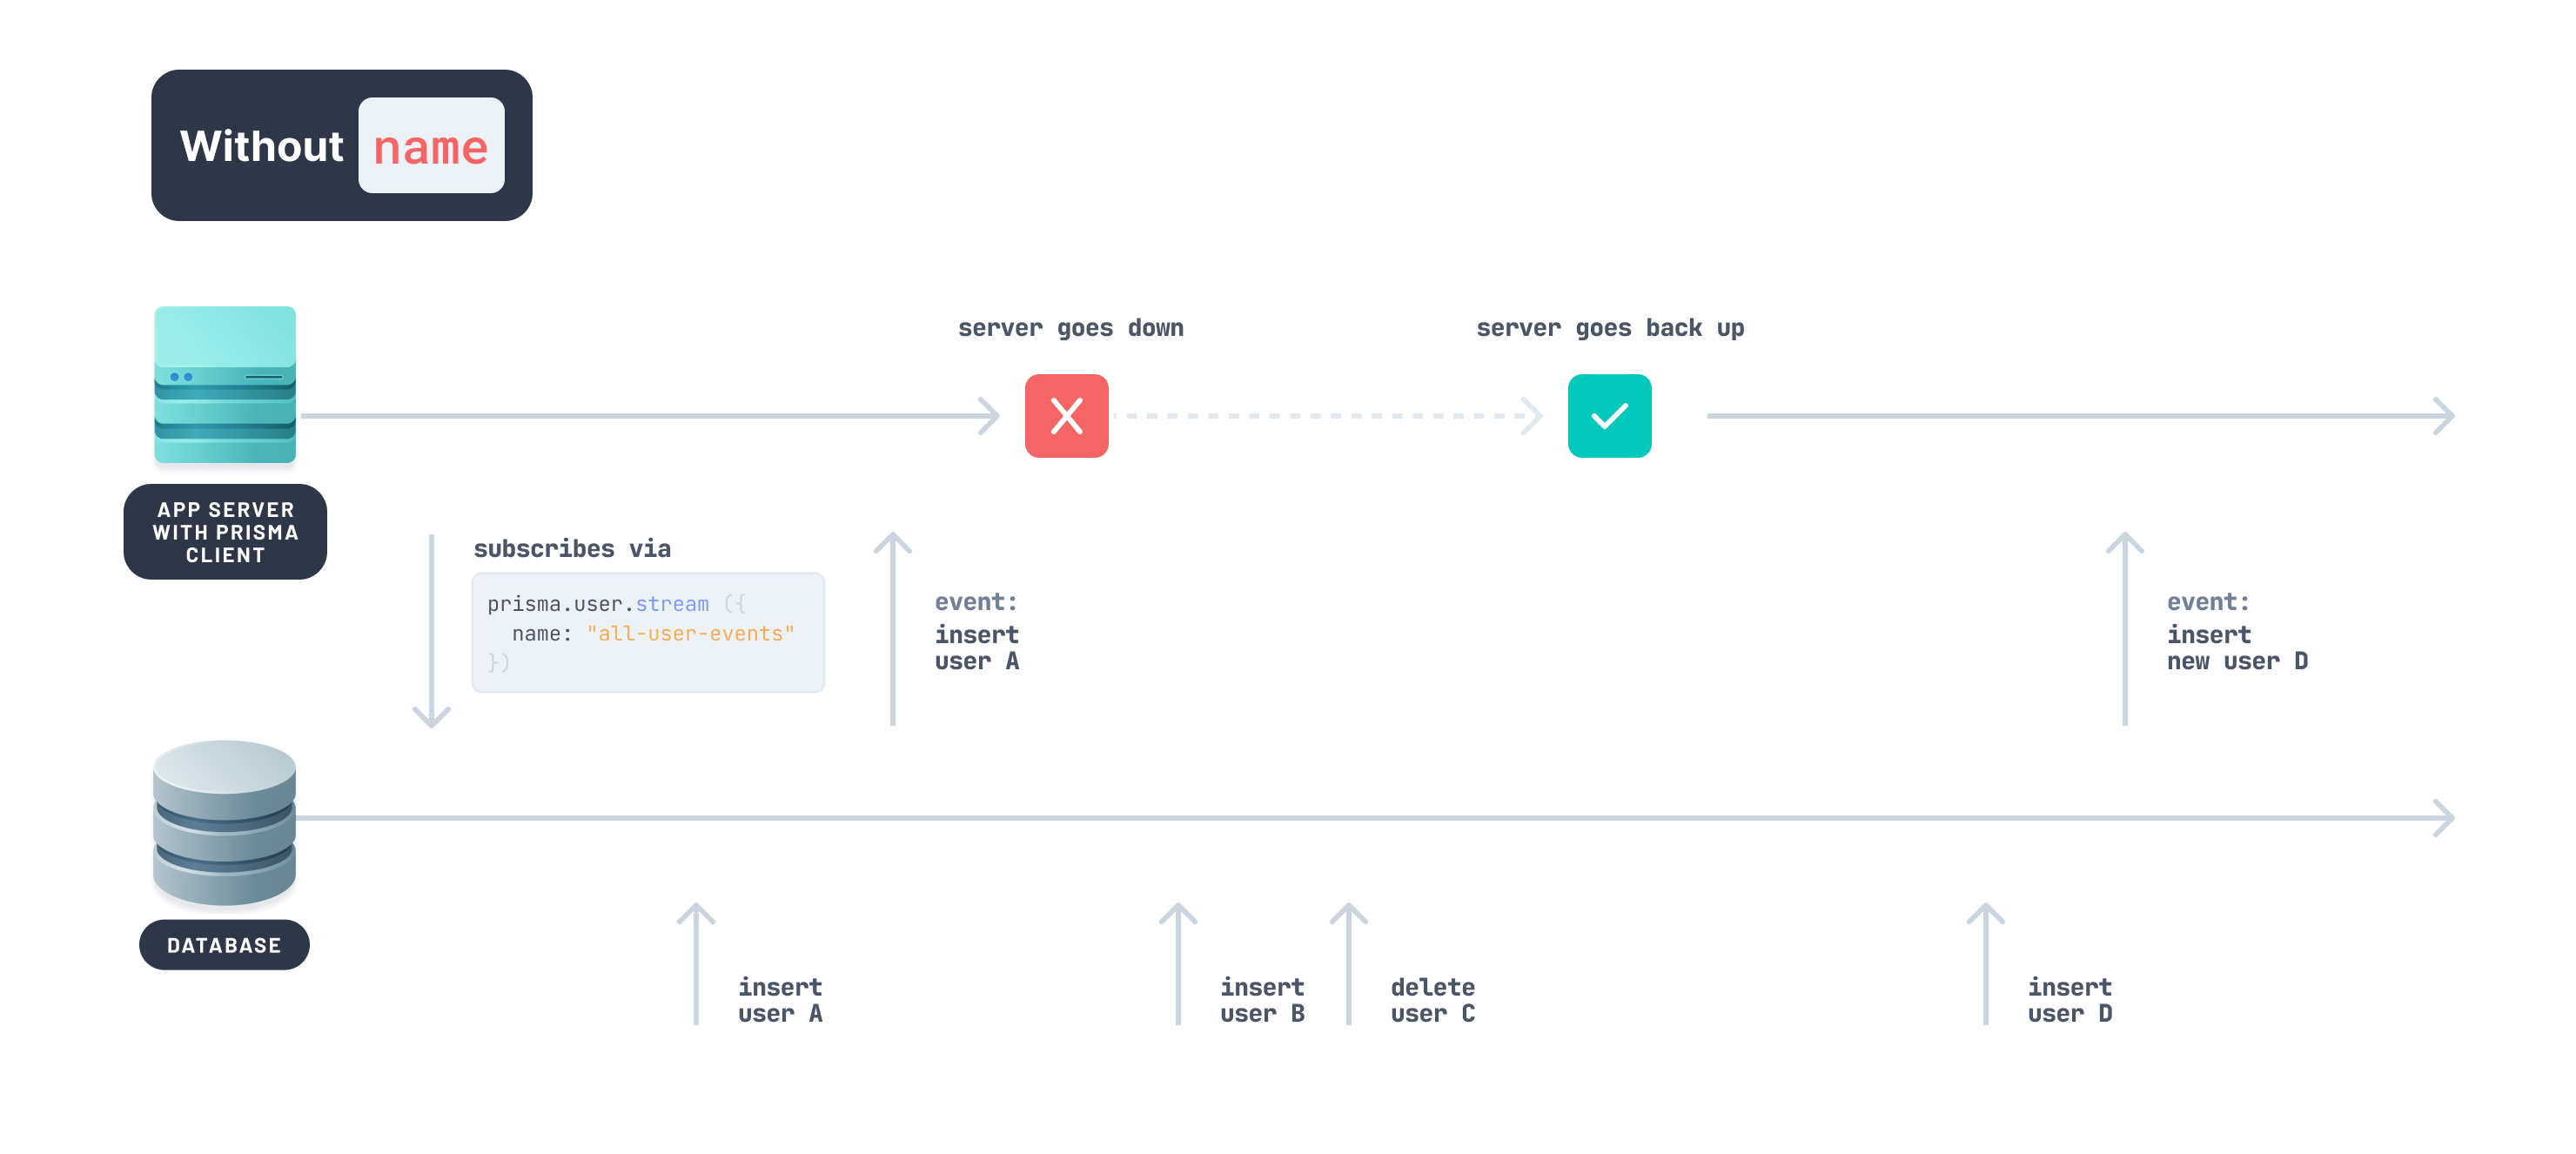 Without name
server goes down
server goes back up
APP SERVER
WITH PRISMA
CLIENT
subscribes via
prisma.user.stream ({
  name: "all-user-events"
})
event:
insert
user A
event:
insert
new user D
DATABASE
insert
user A
insert
user B
delete
user C
insert
user D